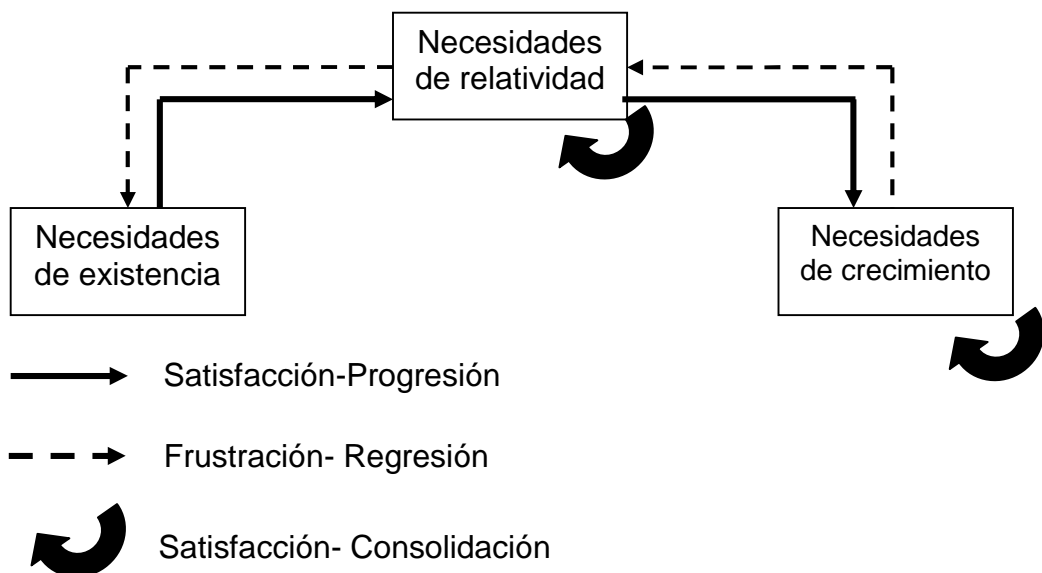 Necesidades
de relatividad
Necesidades
de existencia
Necesidades
de crecimiento
Satisfacción-Progresión
Frustración- Regresión
Satisfacción- Consolidación